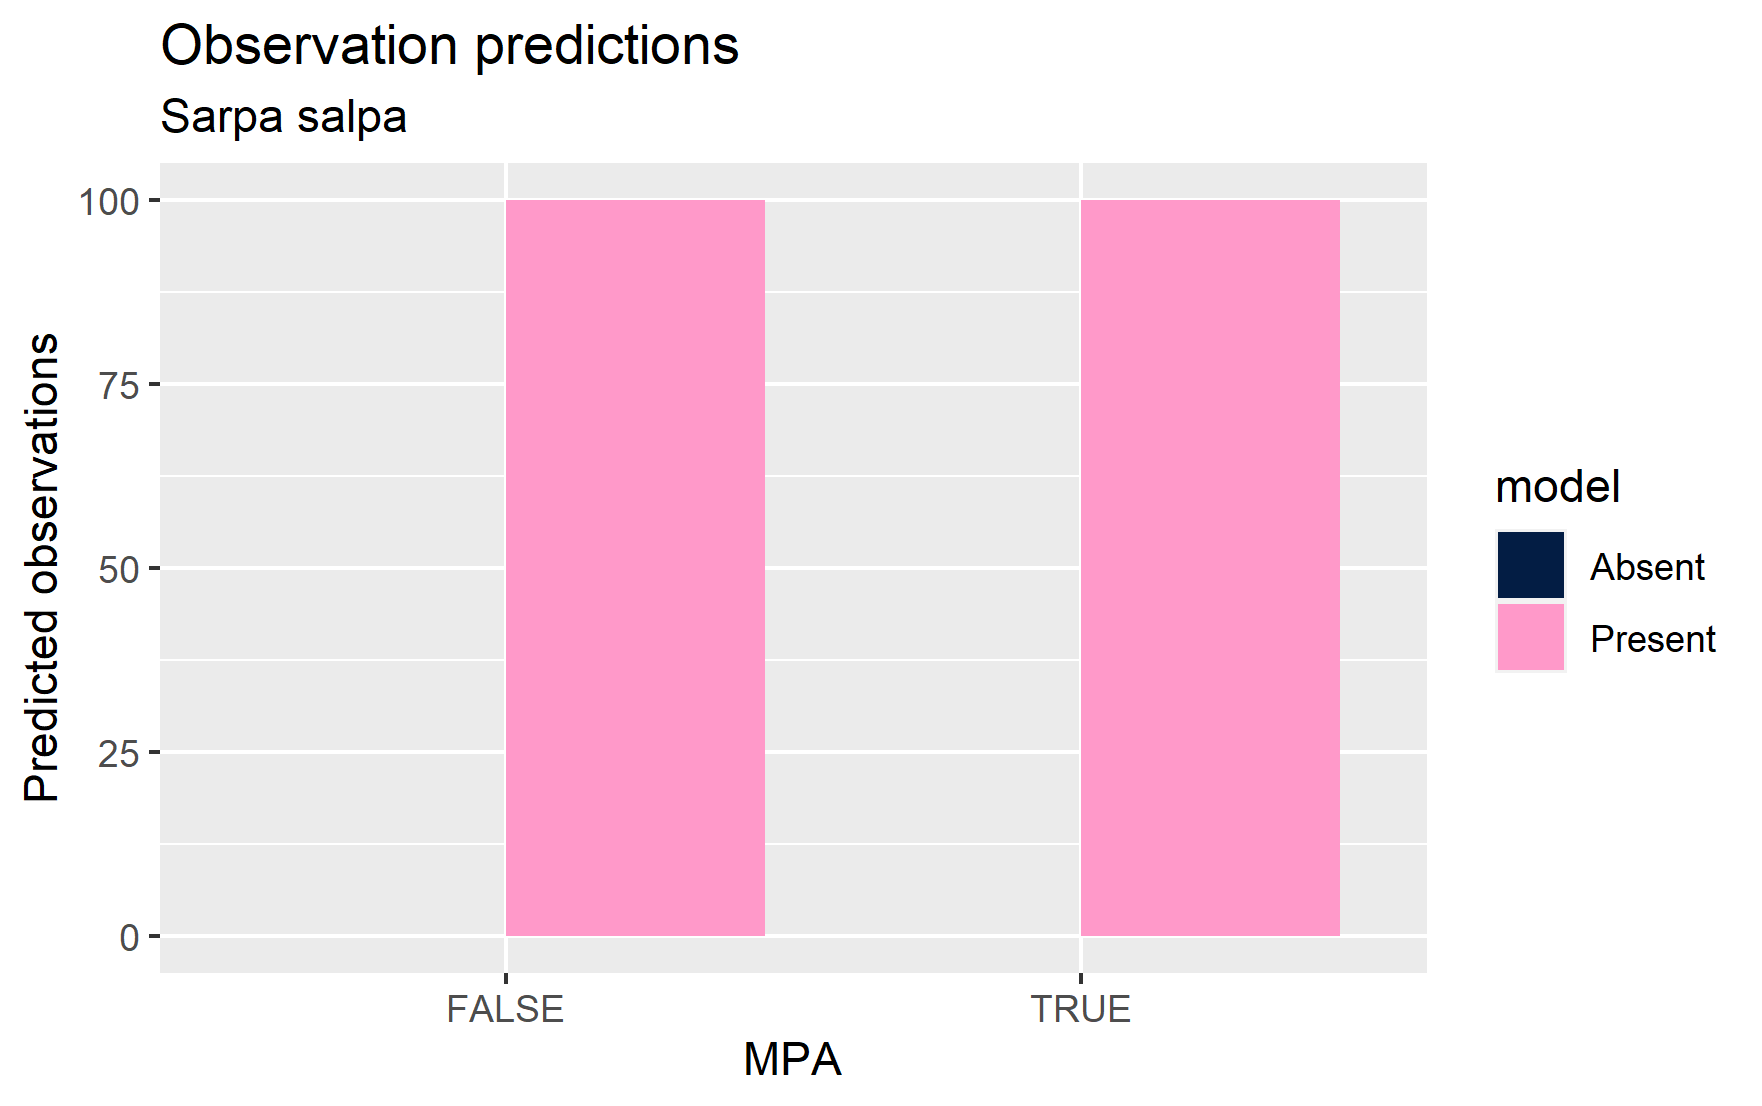 Observation predictions
Sarpa salpa
Predicted observations
100
75
50
25
0
FALSE
TRUE
MPA
model
Absent
Present